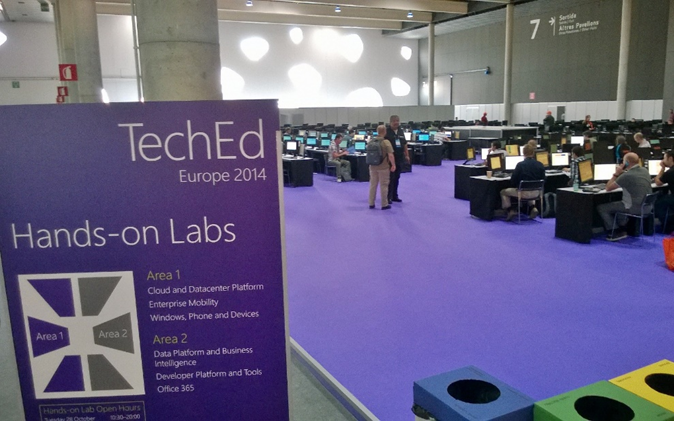 TechEd
Europe 2014
Hands-on Labs
Area 1
Cloud and Datacenter Platform
Enterprise Mobility
Windows, Phone and Devices
Area 2
Data Platform and Business
Intelligence
Developer Platform and Tools
Office 365
Area 1
Area 2
Hands-on Lab Open Hours
Tuesday 28 October 10:30–20:00
7
Sortida
Altres Pavellons